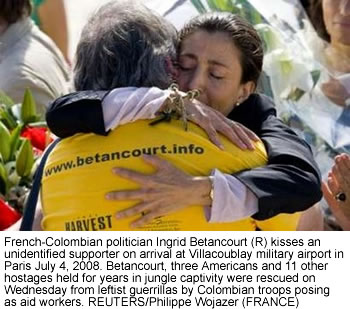 www.betancourt.info
HARVEST
French-Colombian politician Ingrid Betancourt (R) kisses an
unidentified supporter on arrival at Villacoublay military airport in
Paris July 4, 2008. Betancourt, three Americans and 11 other
hostages held for years in jungle captivity were rescued on
Wednesday from leftist guerrillas by Colombian troops posing
as aid workers. REUTERS/Philippe Wojazer (FRANCE)